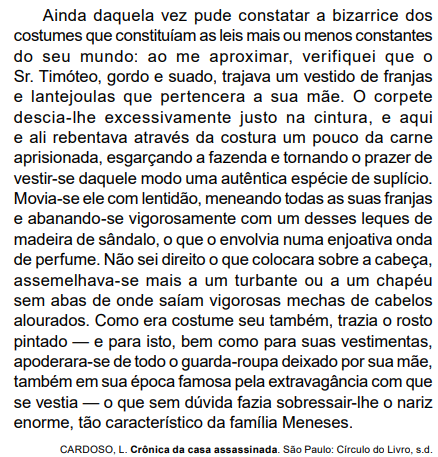 Ainda daquela vez pude constatar a bizarrice dos
costumes que constituíam as leis mais ou menos constantes
do seu mundo: ao me aproximar, verifiquei que o
Sr. Timóteo, gordo e suado, trajava um vestido de franjas
e lantejoulas que pertencera a sua mãe. O corpete
descia-lhe excessivamente justo na cintura, e aqui
e ali rebentava através da costura um pouco da carne
aprisionada, esgarçando a fazenda e tornando o prazer de
vestir-se daquele modo uma autêntica espécie de suplício.
Movia-se ele com lentidão, meneando todas as suas franjas
e abanando-se vigorosamente com um desses leques de
madeira de sândalo, o que o envolvia numa enjoativa onda
de perfume. Não sei direito o que colocara sobre a cabeça,
assemelhava-se mais a um turbante ou a um chapéu
sem abas de onde saíam vigorosas mechas de cabelos
alourados. Como era costume seu também, trazia o rosto
pintado — e para isto, bem como para suas vestimentas,
apoderara-se de todo o guarda-roupa deixado por sua mãe,
também em sua época famosa pela extravagância com que
se vestia — o que sem dúvida fazia sobressair-lhe o nariz
enorme, tão característico da família Meneses.
CARDOSO, L. Crônica da casa assassinada. São Paulo: Círculo do Livro, s.d.